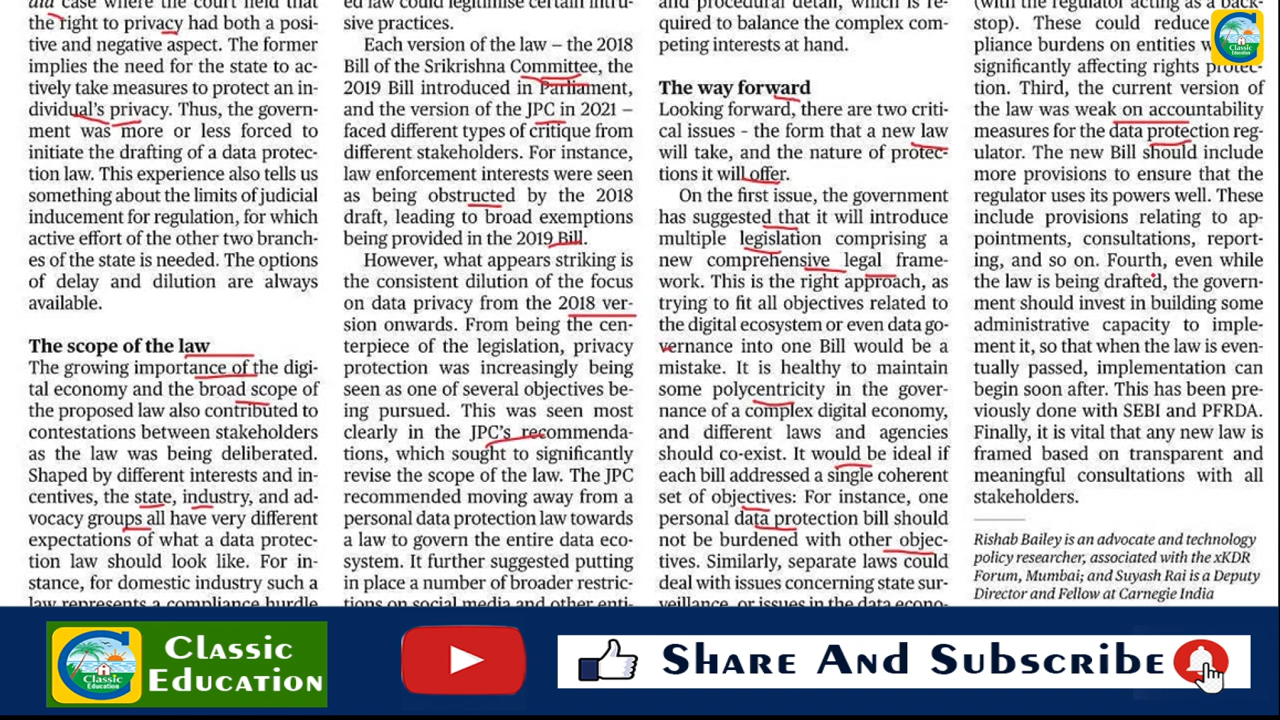 aid case where the court held that
the right to privacy had both a posi-
tive and negative aspect. The former
implies the need for the state to ac-
tively take measures to protect an in-
dividual's privacy. Thus, the govern-
ment was more or less forced to
initiate the drafting of a data protec-
tion law. This experience also tells us
something about the limits of judicial
inducement for regulation, for which
active effort of the other two branch-
es of the state is needed. The options
of delay and dilution are always
available.
The scope of the law
The growing importance of the digi-
tal economy and the broad scope of
the proposed law also contributed to
contestations between stakeholders
as the law was being deliberated.
Shaped by different interests and in-
centives, the state, industry, and ad-
vocacy groups all have very different
expectations of what a data protec-
tion law should look like. For in-
stance, for domestic industry such a
law represents a compliance hurdle
ed law could legitimise certain intru-
sive practices.
Each version of the law – the 2018
Bill of the Srikrishna Committee, the
2019 Bill introduced in Parliament,
and the version of the JPC in 2021 –
faced different types of critique from
different stakeholders. For instance,
law enforcement interests were seen
as being obstructed by the 2018
draft, leading to broad exemptions
being provided in the 2019 Bill.
However, what appears striking is
the consistent dilution of the focus
on data privacy from the 2018 ver-
sion onwards. From being the cen-
terpiece of the legislation, privacy
protection was increasingly being
seen as one of several objectives be-
ing pursued. This was seen most
clearly in the JPC's recommenda-
tions, which sought to significantly
revise the scope of the law. The JPC
recommended moving away from a
personal data protection law towards
a law to govern the entire data eco-
system. It further suggested putting
in place a number of broader restric-
tions on social media and other enti-
and procedural detail, which is re-
quired to balance the complex com-
peting interests at hand.
The way forward
Looking forward, there are two criti-
cal issues - the form that a new law
will take, and the nature of protec-
tions it will offer.
On the first issue, the government
has suggested that it will introduce
multiple legislation comprising a
new comprehensive legal frame-
work. This is the right approach, as
trying to fit all objectives related to
the digital ecosystem or even data go-
vernance into one Bill would be a
mistake. It is healthy to maintain
some polycentricity in the gover-
nance of a complex digital economy,
and different laws and agencies
should co-exist. It would be ideal if
each bill addressed a single coherent
set of objectives: For instance, one
personal data protection bill should
not be burdened with other objec-
tives. Similarly, separate laws could
deal with issues concerning state sur-
veillance, or issues in the data econo-
(with the regulator acting as a back-
stop). These could reduce
pliance burdens on entities
significantly affecting rights protec-
tion. Third, the current version of
the law was weak on accountability
measures for the data protection reg-
ulator. The new Bill should include
more provisions to ensure that the
regulator uses its powers well. These
include provisions relating to ap-
pointments, consultations, report-
ing, and so on. Fourth, even while
the law is being drafted, the govern-
ment should invest in building some
administrative capacity to imple-
ment it, so that when the law is even-
tually passed, implementation can
begin soon after. This has been pre-
viously done with SEBI and PFRDA.
Finally, it is vital that any new law is
framed based on transparent and
meaningful consultations with all
stakeholders.
Rishab Bailey is an advocate and technology
policy researcher, associated with the xKDR
Forum, Mumbai; and Suyash Rai is a Deputy
Director and Fellow at Carnegie India
Classic
Education
Classic
Education
Classic
Education
Share And Subscribe